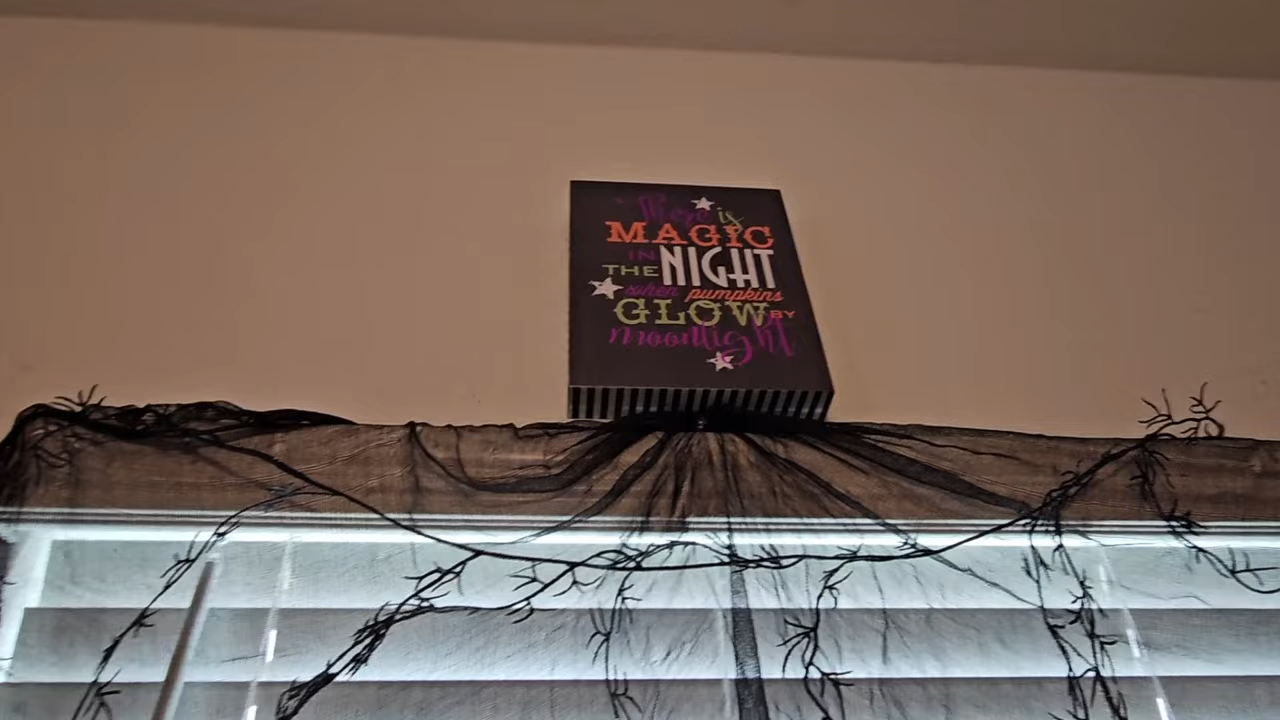 There is
MAGIC
IN
THE NIGHT
when pumpkins
GLOW BY
moonlight